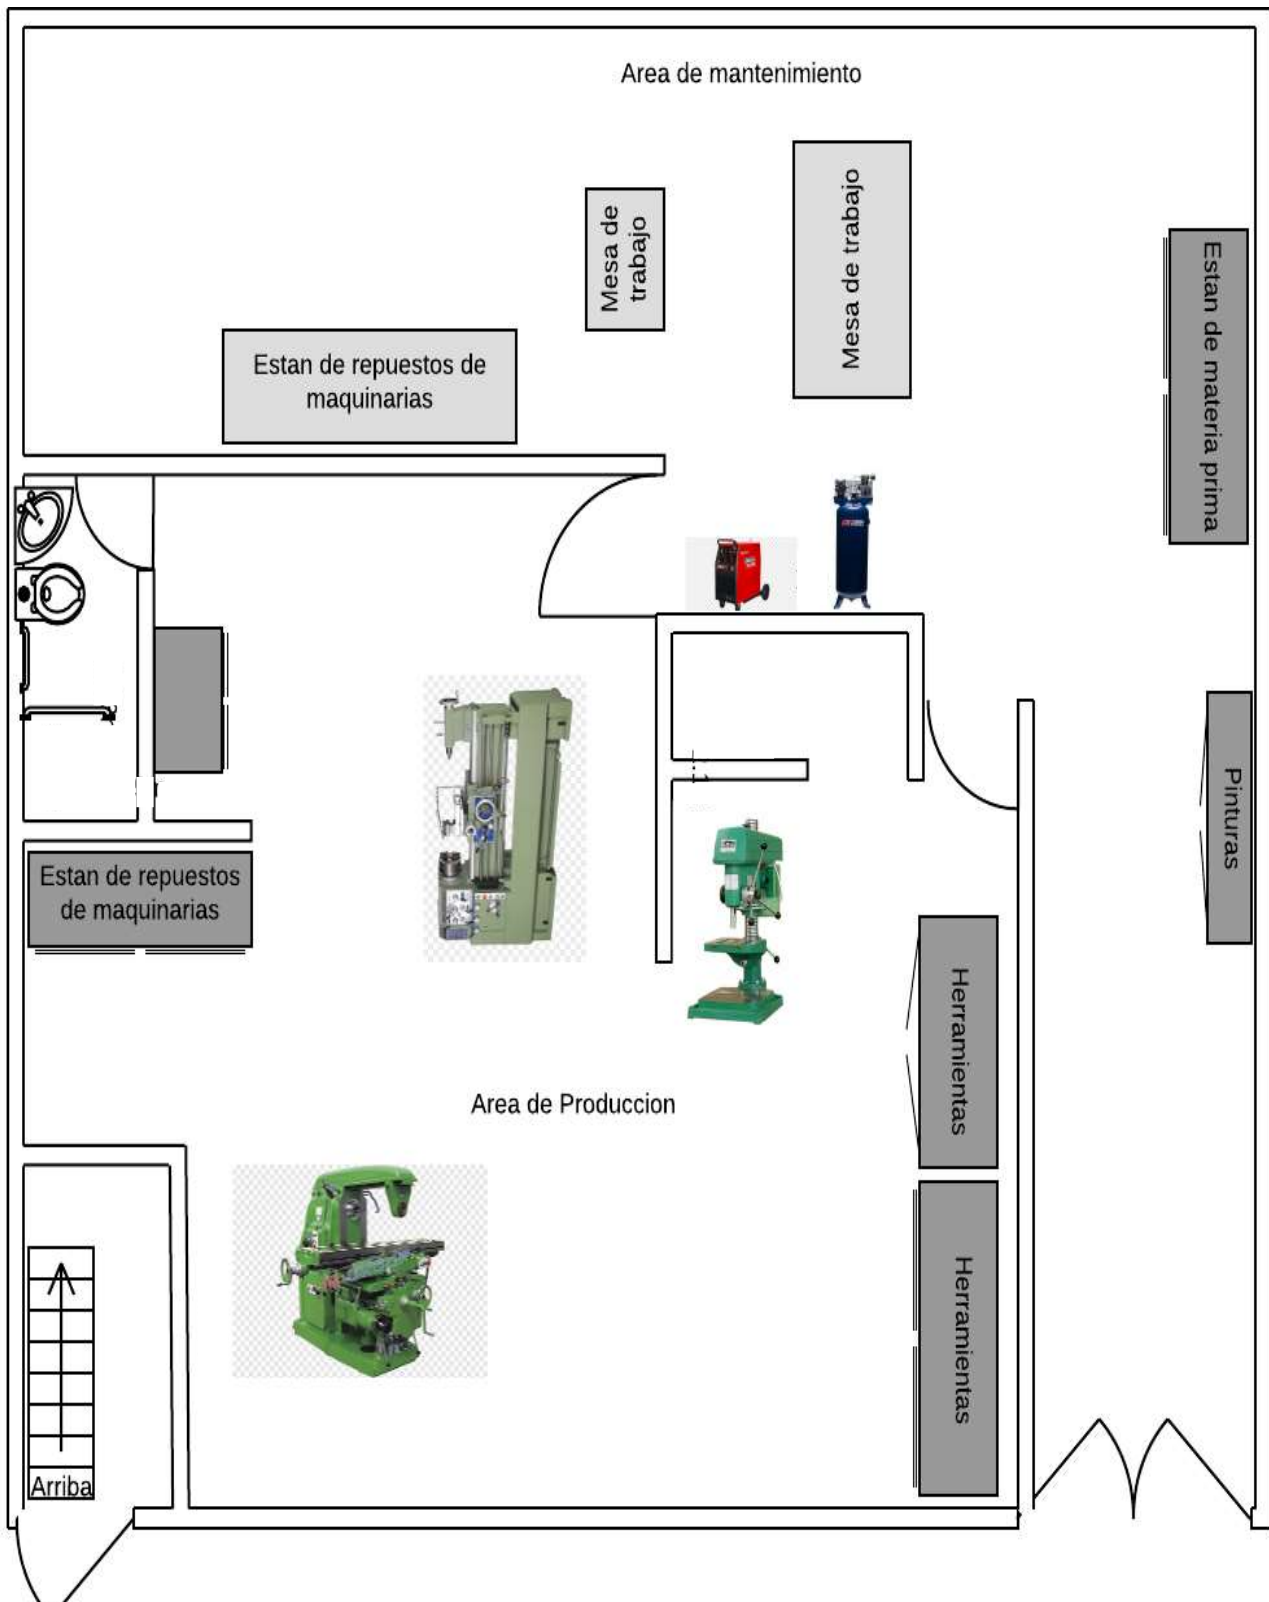 Area de mantenimiento
Mesa de
trabajo
Mesa de trabajo
Estan de materia prima
Estan de repuestos de
maquinarias
Pinturas
Estan de repuestos
de maquinarias
Herramientas
Area de Produccion
Herramientas
Arriba